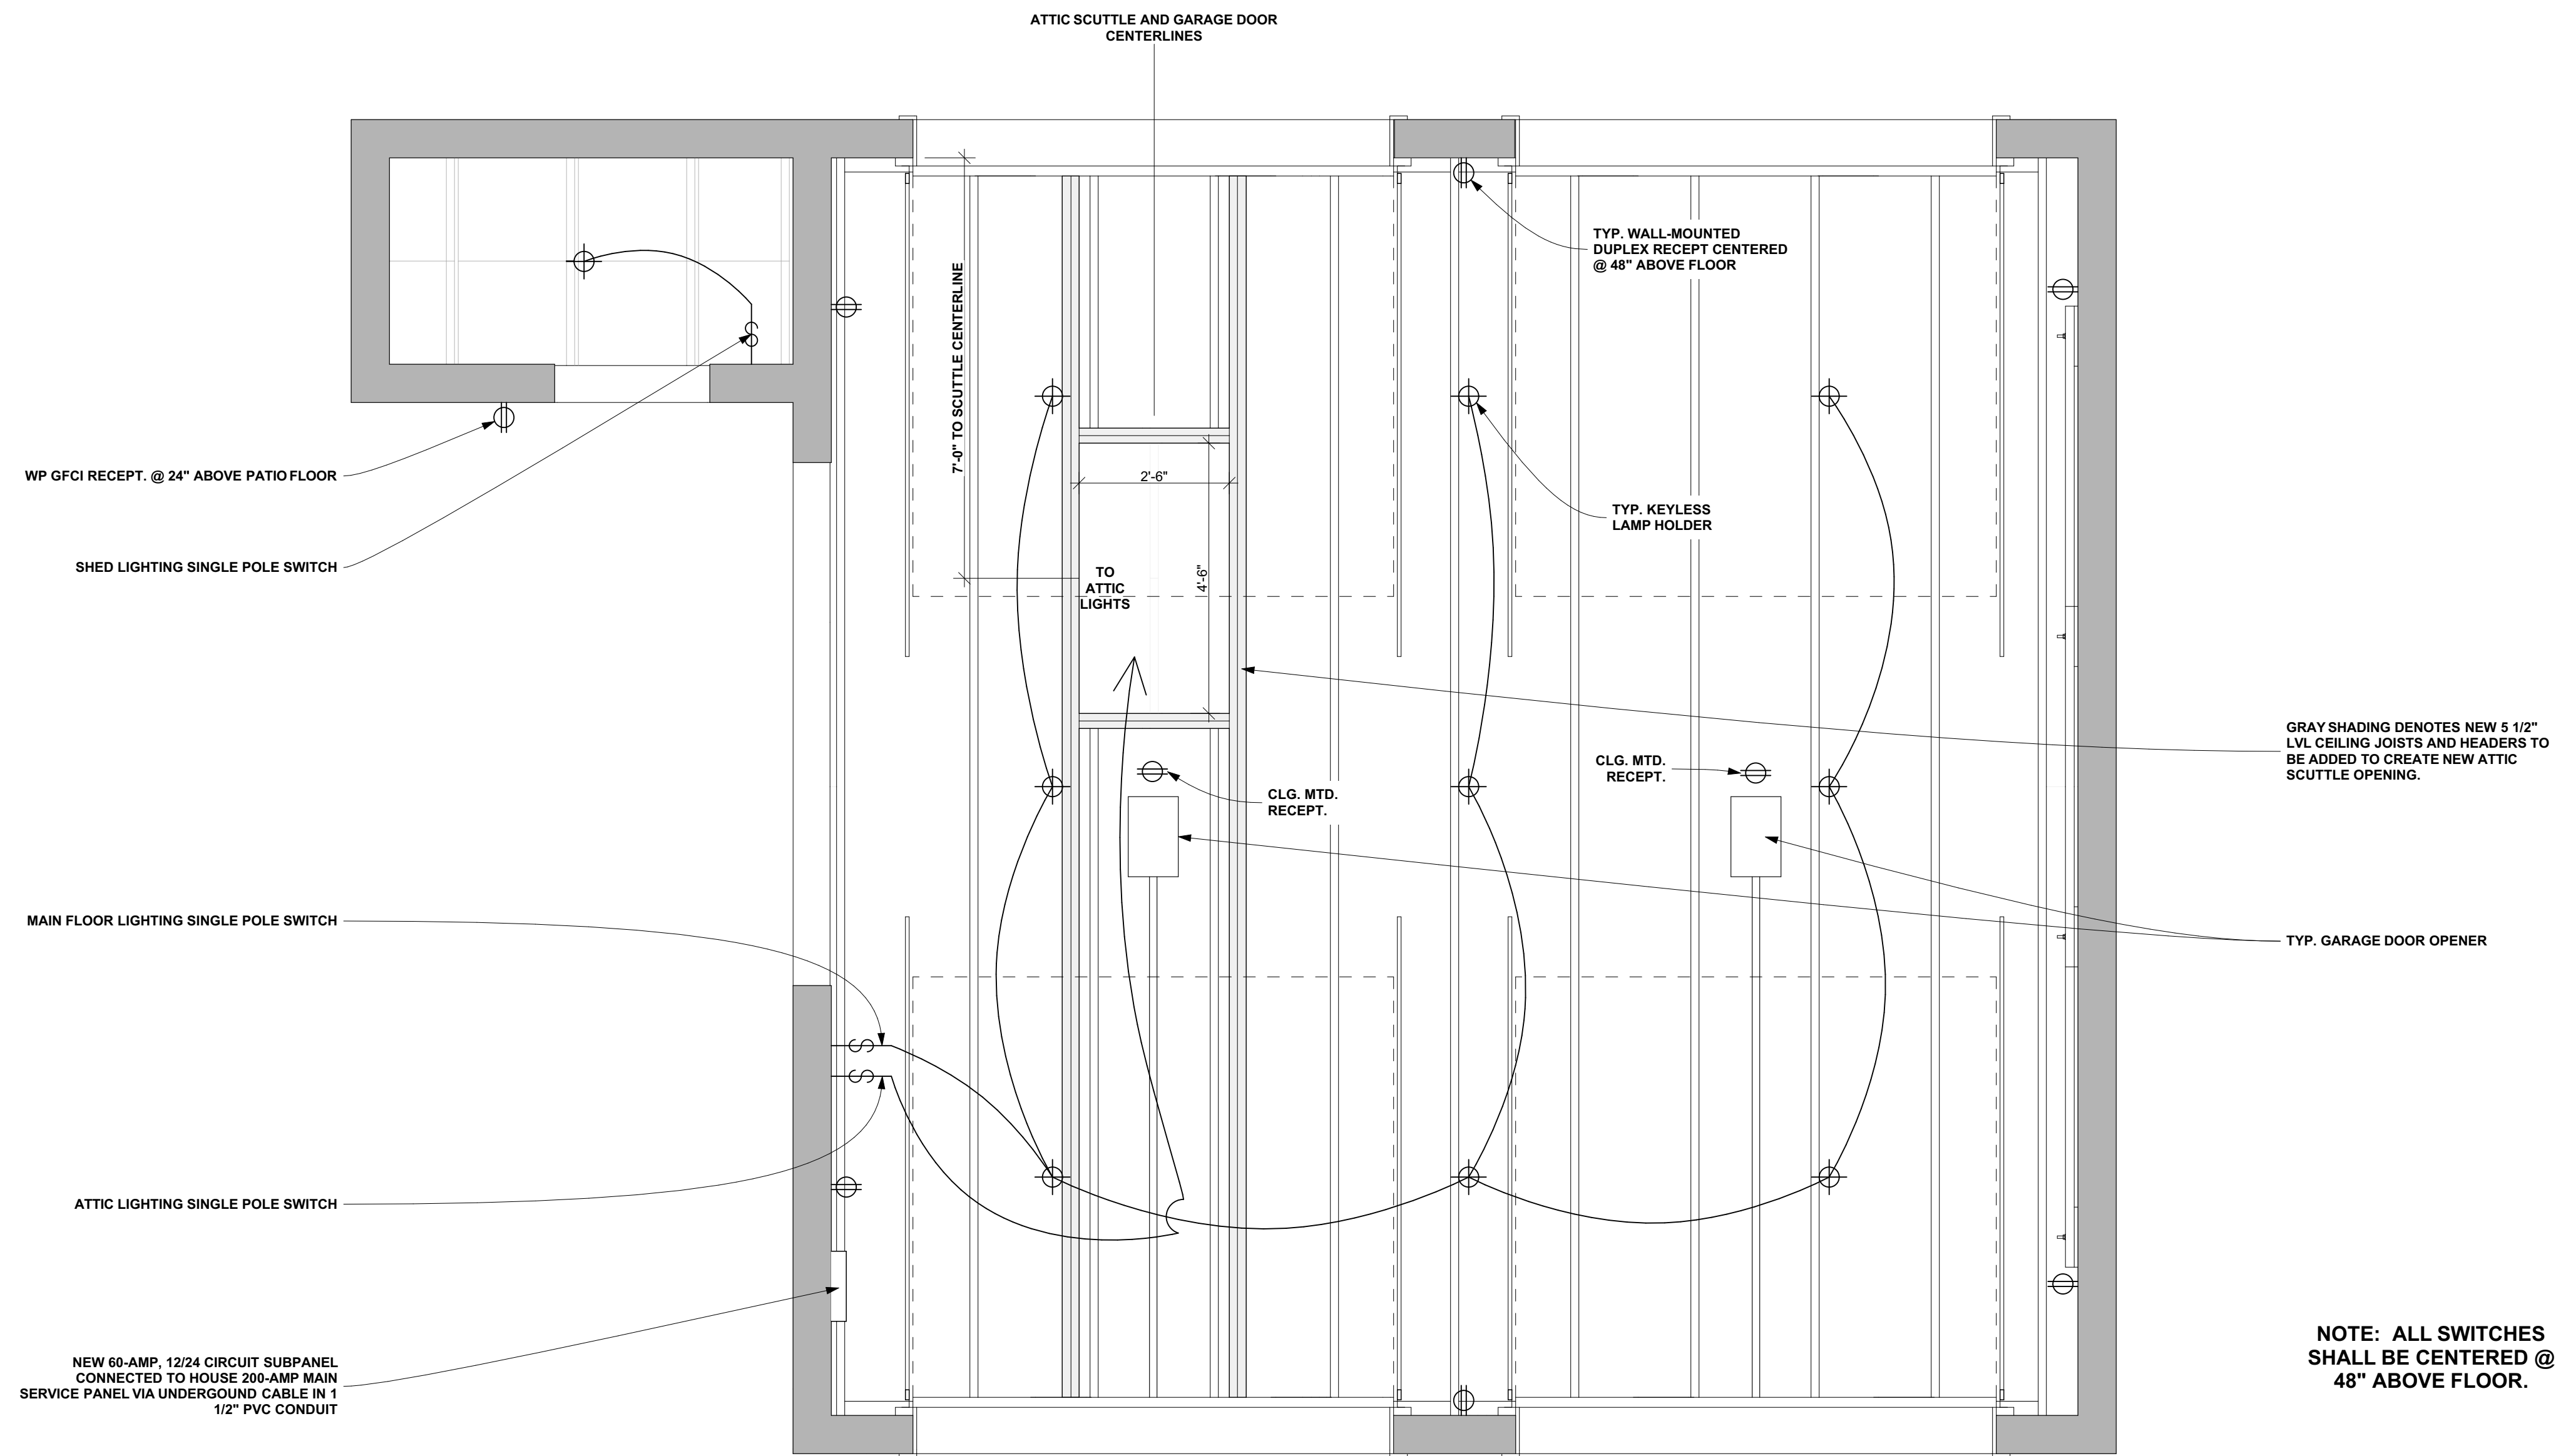 ATTIC SCUTTLE AND GARAGE DOOR
CENTERLINES
TYP. WALL-MOUNTED
DUPLEX RECEPT CENTERED
@ 48" ABOVE FLOOR
7'-0" TO SCUTTLE CENTERLINE
WP GFCI RECEPT. @ 24" ABOVE PATIO FLOOR
2'-6"
TYP. KEYLESS
LAMP HOLDER
SHED LIGHTING SINGLE POLE SWITCH
TO
ATTIC
LIGHTS
4'-6"
GRAY SHADING DENOTES NEW 5 1/2"
LVL CEILING JOISTS AND HEADERS TO
BE ADDED TO CREATE NEW ATTIC
SCUTTLE OPENING.
CLG. MTD.
RECEPT.
CLG. MTD.
RECEPT.
MAIN FLOOR LIGHTING SINGLE POLE SWITCH
TYP. GARAGE DOOR OPENER
S
S
S
ATTIC LIGHTING SINGLE POLE SWITCH
NEW 60-AMP, 12/24 CIRCUIT SUBPANEL
CONNECTED TO HOUSE 200-AMP MAIN
SERVICE PANEL VIA UNDERGOUND CABLE IN 1
1/2" PVC CONDUIT
NOTE: ALL SWITCHES
SHALL BE CENTERED @
48" ABOVE FLOOR.